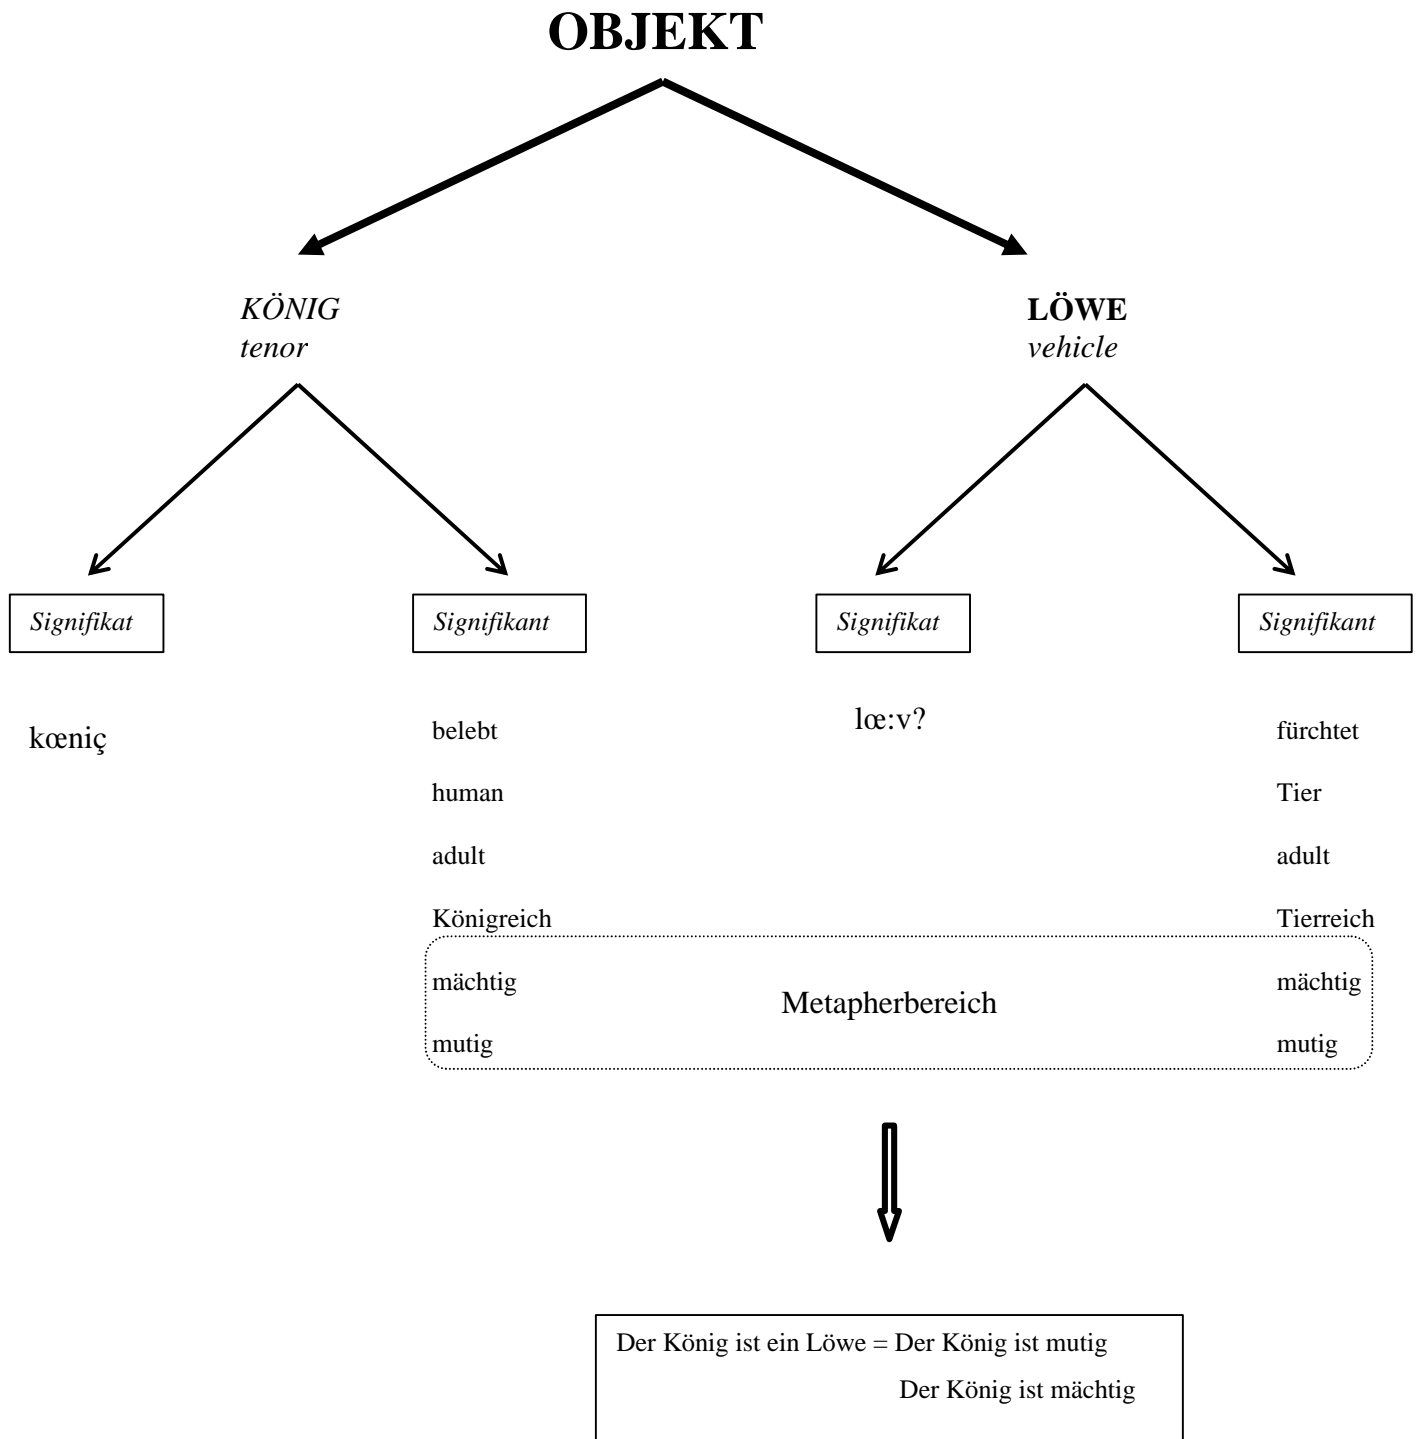 OBJEKT
KÖNIG
tenor
LÖWE
vehicle
Signifikat
Signifikant
Signifikat
Signifikant
kœniç
belebt
human
adult
Königreich
mächtig
mutig
lœ:v?
fürchtet
Tier
adult
Tierreich
mächtig
mutig
Metapherbereich
Der König ist ein Löwe = Der König ist mutig
Der König ist mächtig